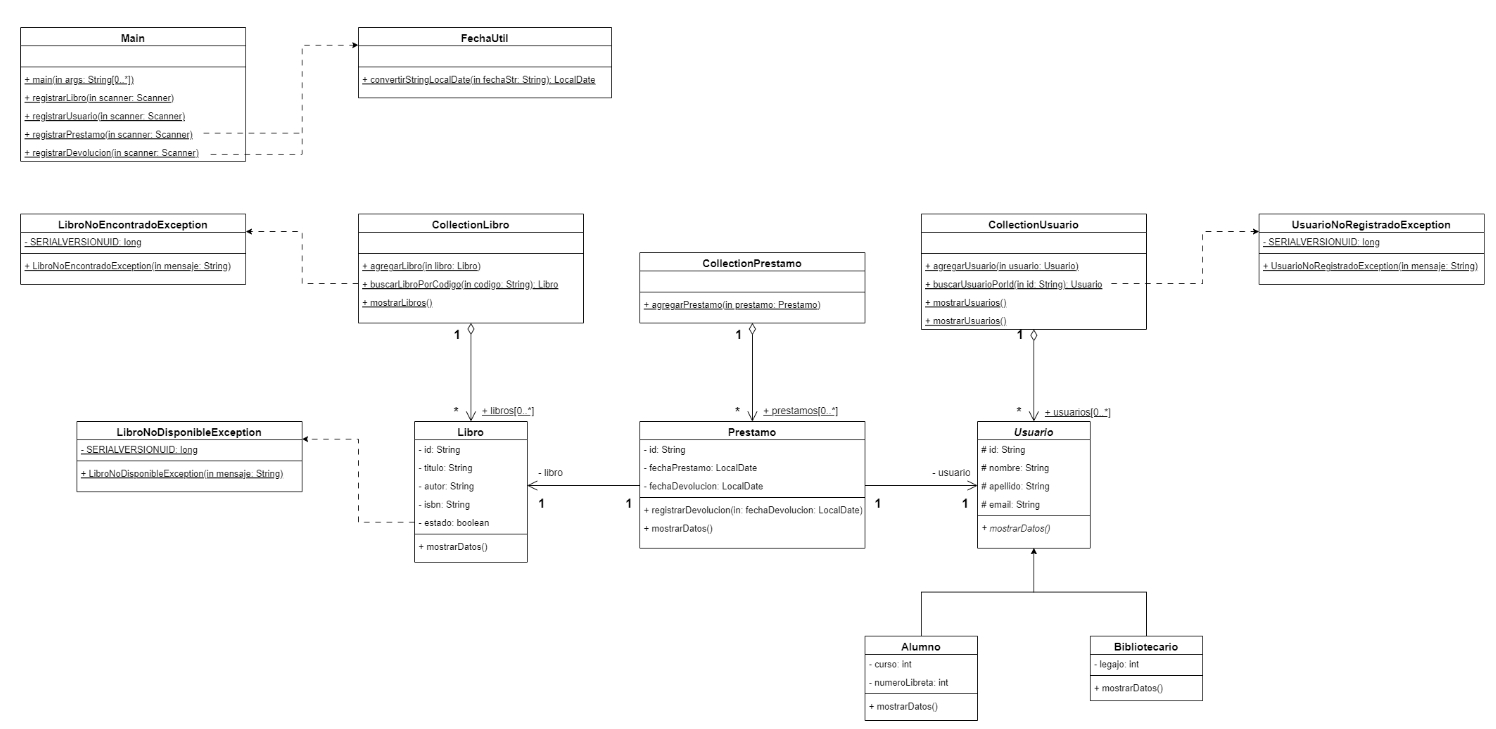 Main
+ main(in args: String[0..*])
+ registrarLibro(in scanner: Scanner)
+ registrarUsuario(in scanner: Scanner)
+ registrarPrestamo(in scanner: Scanner)
+ registrarDevolucion(in scanner: Scanner)
FechaUtil
+ convertirStringLocalDate(in fechaStr: String): LocalDate
LibroNoEncontradoException
- SERIALVERSIONUID: long
+ LibroNoEncontradoException(in mensaje: String)
CollectionLibro
+ agregarLibro(in libro: Libro)
+ buscarLibroPorCodigo(in codigo: String): Libro
+ mostrarLibros()
CollectionPrestamo
+ agregarPrestamo(in prestamo: Prestamo)
CollectionUsuario
+ agregarUsuario(in usuario: Usuario)
+ buscarUsuarioPorId(in id: String): Usuario
+ mostrarUsuarios()
+ mostrarUsuarios()
UsuarioNoRegistradoException
- SERIALVERSIONUID: long
+ UsuarioNoRegistradoException(in mensaje: String)
1
1
1
* + libros[0..*]
* + prestamos[0..*]
* + usuarios[0..*]
LibroNoDisponibleException
- SERIALVERSIONUID: long
+ LibroNoDisponibleException(in mensaje: String)
Libro
- id: String
- titulo: String
- autor: String
- isbn: String
- estado: boolean
+ mostrarDatos()
- libro
1
1
Prestamo
- id: String
- fechaPrestamo: LocalDate
- fechaDevolucion: LocalDate
+ registrarDevolucion(in: fechaDevolucion: LocalDate)
+ mostrarDatos()
- usuario
1
1
Usuario
# id: String
# nombre: String
# apellido: String
# email: String
+ mostrarDatos()
Alumno
- curso: int
- numeroLibreta: int
+ mostrarDatos()
Bibliotecario
- legajo: int
+ mostrarDatos()